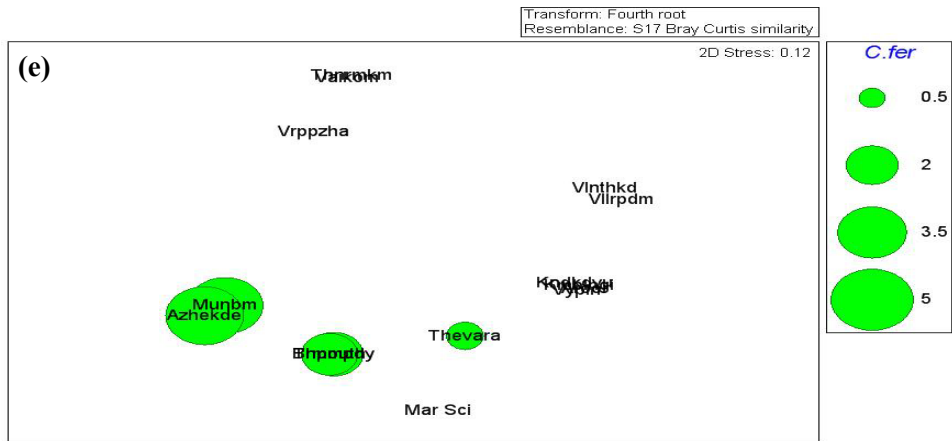 Transform: Fourth root
Resemblance: S17 Bray Curtis similarity
(e)
2D Stress: 0.12
C.fer
0.5
2
3.5
5
Vrppzha
Vlnthkd
Vllrpdm
Munbm
Azhekde
Thevara
Mar Sci